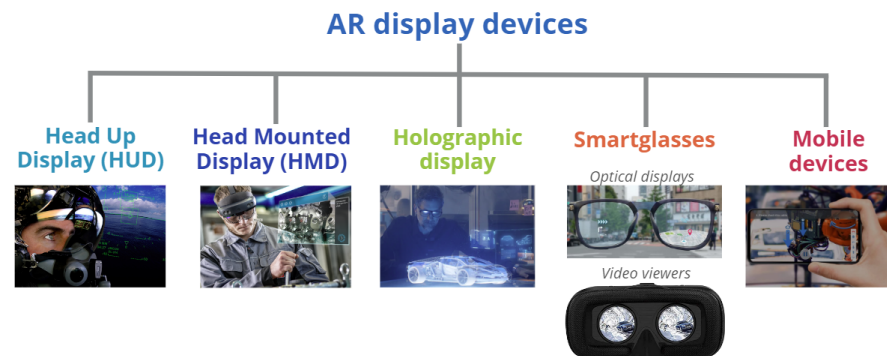 AR display devices
Head Up
Display (HUD)
Head Mounted
Display (HMD)
Holographic
display
Smartglasses
Optical displays
Video viewers
Mobile
devices